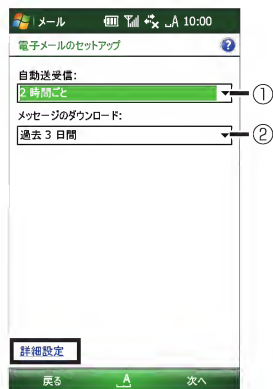 メール ._A 10:00
電子メールのセットアップ
自動送受信:
2 時間ごと
①
メッセージのダウンロード:
過去 3 日間
②
詳細設定
戻る _A 次へ